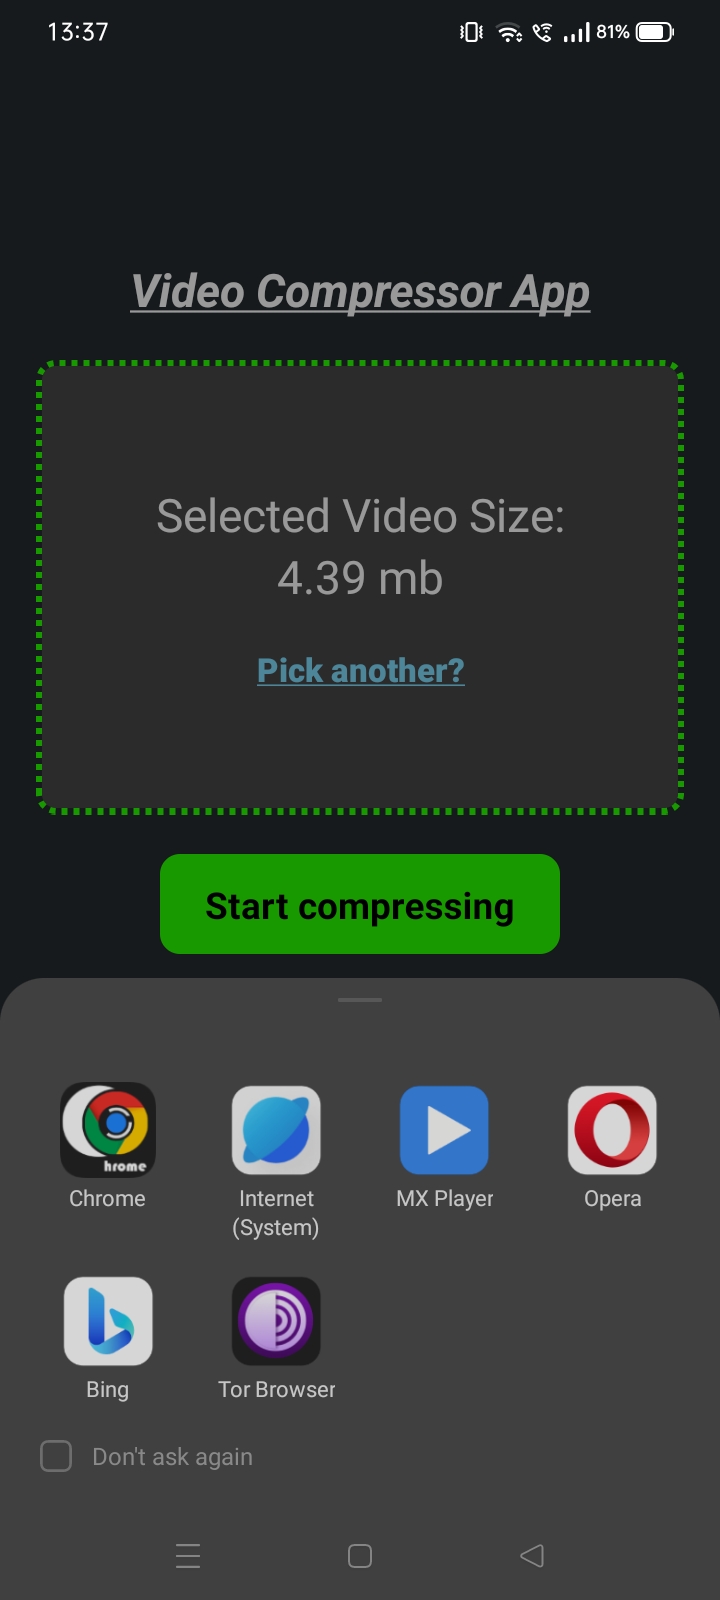 13:37
81%
Video Compressor App
Selected Video Size:
4.39 mb
Pick another?
Start compressing
hrome
Chrome
Internet
(System)
MX Player
Opera
Bing
Tor Browser
Don't ask again